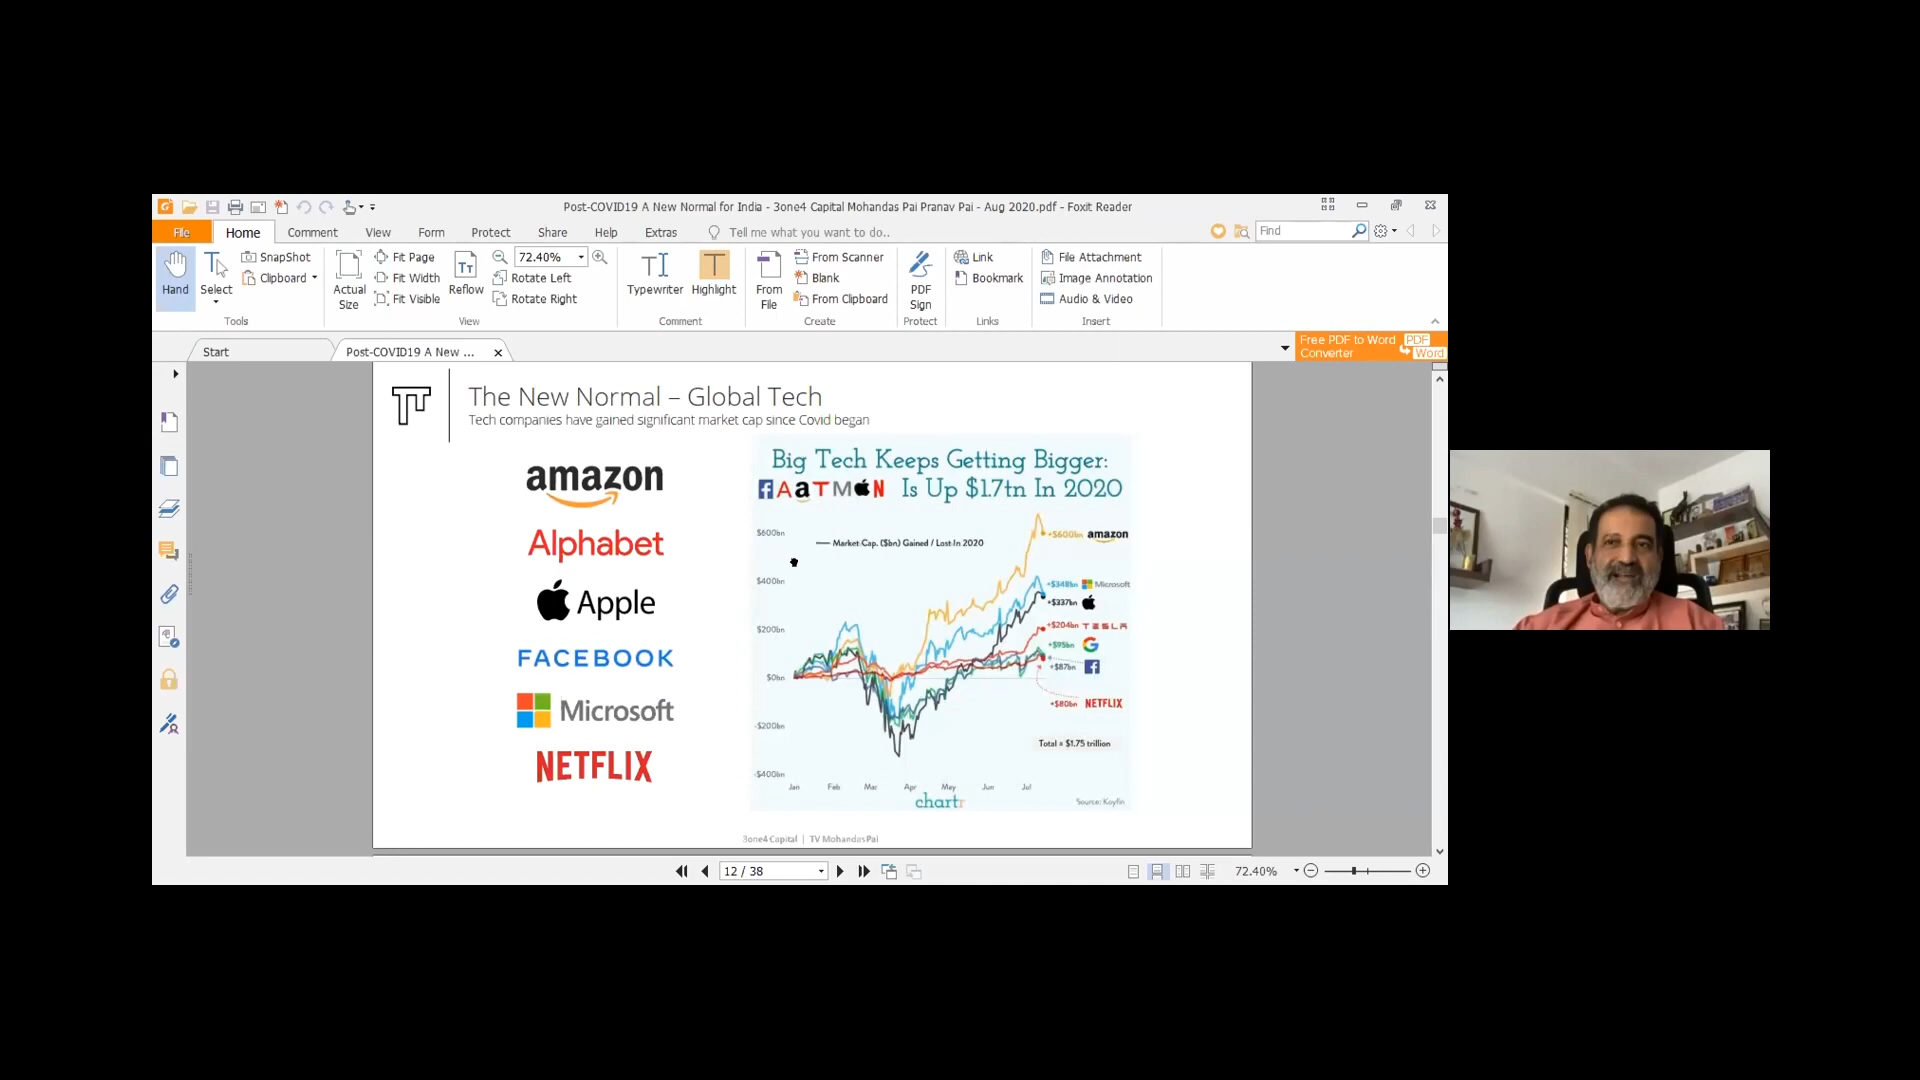 Post-COVID19 A New Normal for India - 3one4 Capital Mohandas Pai Pranav Pai - Aug 2020.pdf - Foxit Reader
File Home Comment View Form Protect Share Help Extras Tell me what you want to do.. Find
SnapShot Fit Page 72.40% From Scanner Link File Attachment
Clipboard Fit Width Rotate Left Blank Bookmark Image Annotation
Hand Select Actual Size Reflow Typewriter Highlight From File PDF Sign
Fit Visible Rotate Right From Clipboard Audio & Video
Tools View Comment Create Protect Links Insert
Start Post-COVID19 A New ...
Free PDF to Word PDF
Converter Word
The New Normal – Global Tech
Tech companies have gained significant market cap since Covid began
amazon
Alphabet
Apple
FACEBOOK
Microsoft
NETFLIX
Big Tech Keeps Getting Bigger:
FAaTMN Is Up $1.7tn In 2020
Market Cap. ($bn) Gained / Lost In 2020
$600bn
$400bn
$200bn
$0bn
-$200bn
-$400bn
+$600bn amazon
+$348bn Microsoft
+$337bn
+$204bn TESLA
+$95bn G
+$87bn f
+$80bn NETFLIX
Total = $1.75 trillion
Jan Feb Mar Apr May Jun Jul
chartr
Source: Koyfin
3one4 Capital | TV Mohandas Pai
12 / 38 72.40%